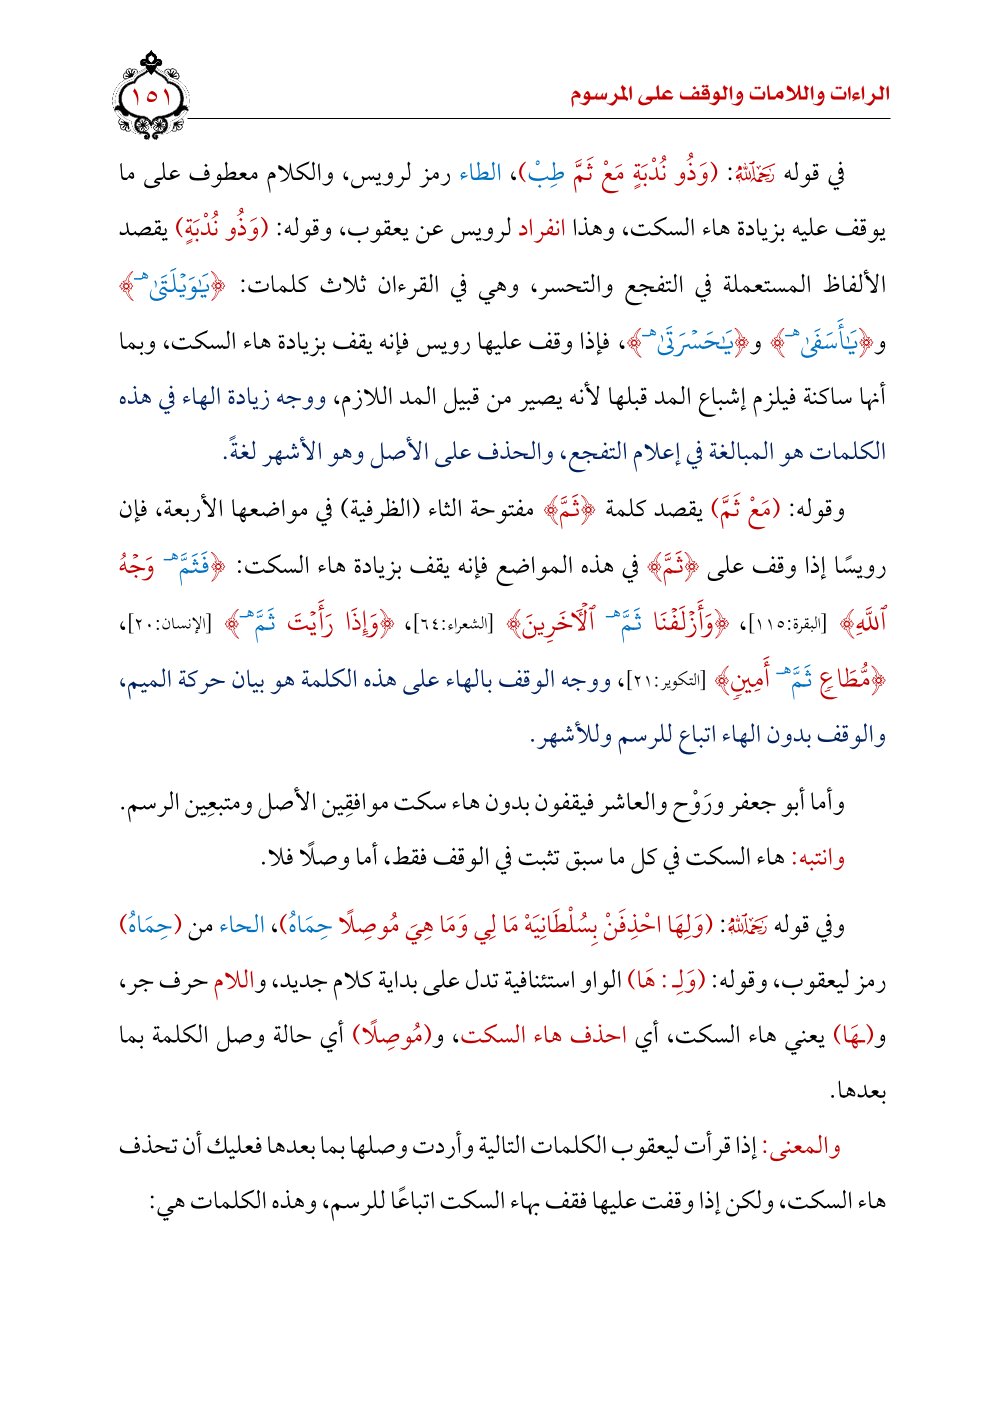 الراءات واللامات والوقف على المرسوم
١٥١
في قوله رَحِمَهُ ٱللَّهُ: (وَذُو نُدْبَةٍ مَعْ ثَمَّ طِبْ)، الطاء رمز لرويس، والكلام معطوف على ما
يوقف عليه بزيادة هاء السكت، وهذا انفراد لرويس عن يعقوب، وقوله: (وَذُو نُدْبَةٍ) يقصد
الألفاظ المستعملة في التفجع والتحسر، وهي في القرءان ثلاث كلمات: ﴿يَٰوَيْلَتَىٰهـ﴾
و﴿يَٰأَسَفَىٰهـ﴾ و﴿يَٰحَسْرَتَىٰهـ﴾، فإذا وقف عليها رويس فإنه يقف بزيادة هاء السكت، وبما
أنها ساكنة فيلزم إشباع المد قبلها لأنه يصير من قبيل المد اللازم، ووجه زيادة الهاء في هذه
الكلمات هو المبالغة في إعلام التفجع، والحذف على الأصل وهو الأشهر لغةً.
وقوله: (مَعْ ثَمَّ) يقصد كلمة ﴿ثَمَّ﴾ مفتوحة الثاء (الظرفية) في مواضعها الأربعة، فإن
رويسًا إذا وقف على ﴿ثَمَّ﴾ في هذه المواضع فإنه يقف بزيادة هاء السكت: ﴿فَثَمَّهـ وَجْهُ
ٱللَّهِ﴾ [البقرة:١١٥]، ﴿وَأَزْلَفْنَا ثَمَّهـ ٱلْأَخَرِينَ﴾ [الشعراء:٦٤]، ﴿وَإِذَا رَأَيْتَ ثَمَّهـ﴾ [الإنسان:٢٠]،
﴿مُّطَاعٍ ثَمَّهـ أَمِينٍ﴾ [التكوير:٢١]، ووجه الوقف بالهاء على هذه الكلمة هو بيان حركة الميم،
والوقف بدون الهاء اتباع للرسم وللأشهر.
وأما أبو جعفر ورَوْح والعاشر فيقفون بدون هاء سكت موافقِين الأصل ومتبعِين الرسم.
وانتبه: هاء السكت في كل ما سبق تثبت في الوقف فقط، أما وصلًا فلا.
وفي قوله رَحِمَهُ ٱللَّهُ: (وَلِهَا احْذِفَنْ بِسُلْطَانِيَهْ مَا لِي وَمَا هِيَ مُوصِلًا حِمَاهُ)، الحاء من (حِمَاهُ)
رمز ليعقوب، وقوله: (وَلِـ : هَا) الواو استئنافية تدل على بداية كلام جديد، واللام حرف جر،
و(ـهَا) يعني هاء السكت، أي احذف هاء السكت، و(مُوصِلًا) أي حالة وصل الكلمة بما
بعدها.
والمعنى: إذا قرأت ليعقوب الكلمات التالية وأردت وصلها بما بعدها فعليك أن تحذف
هاء السكت، ولكن إذا وقفت عليها فقف بهاء السكت اتباعًا للرسم، وهذه الكلمات هي: